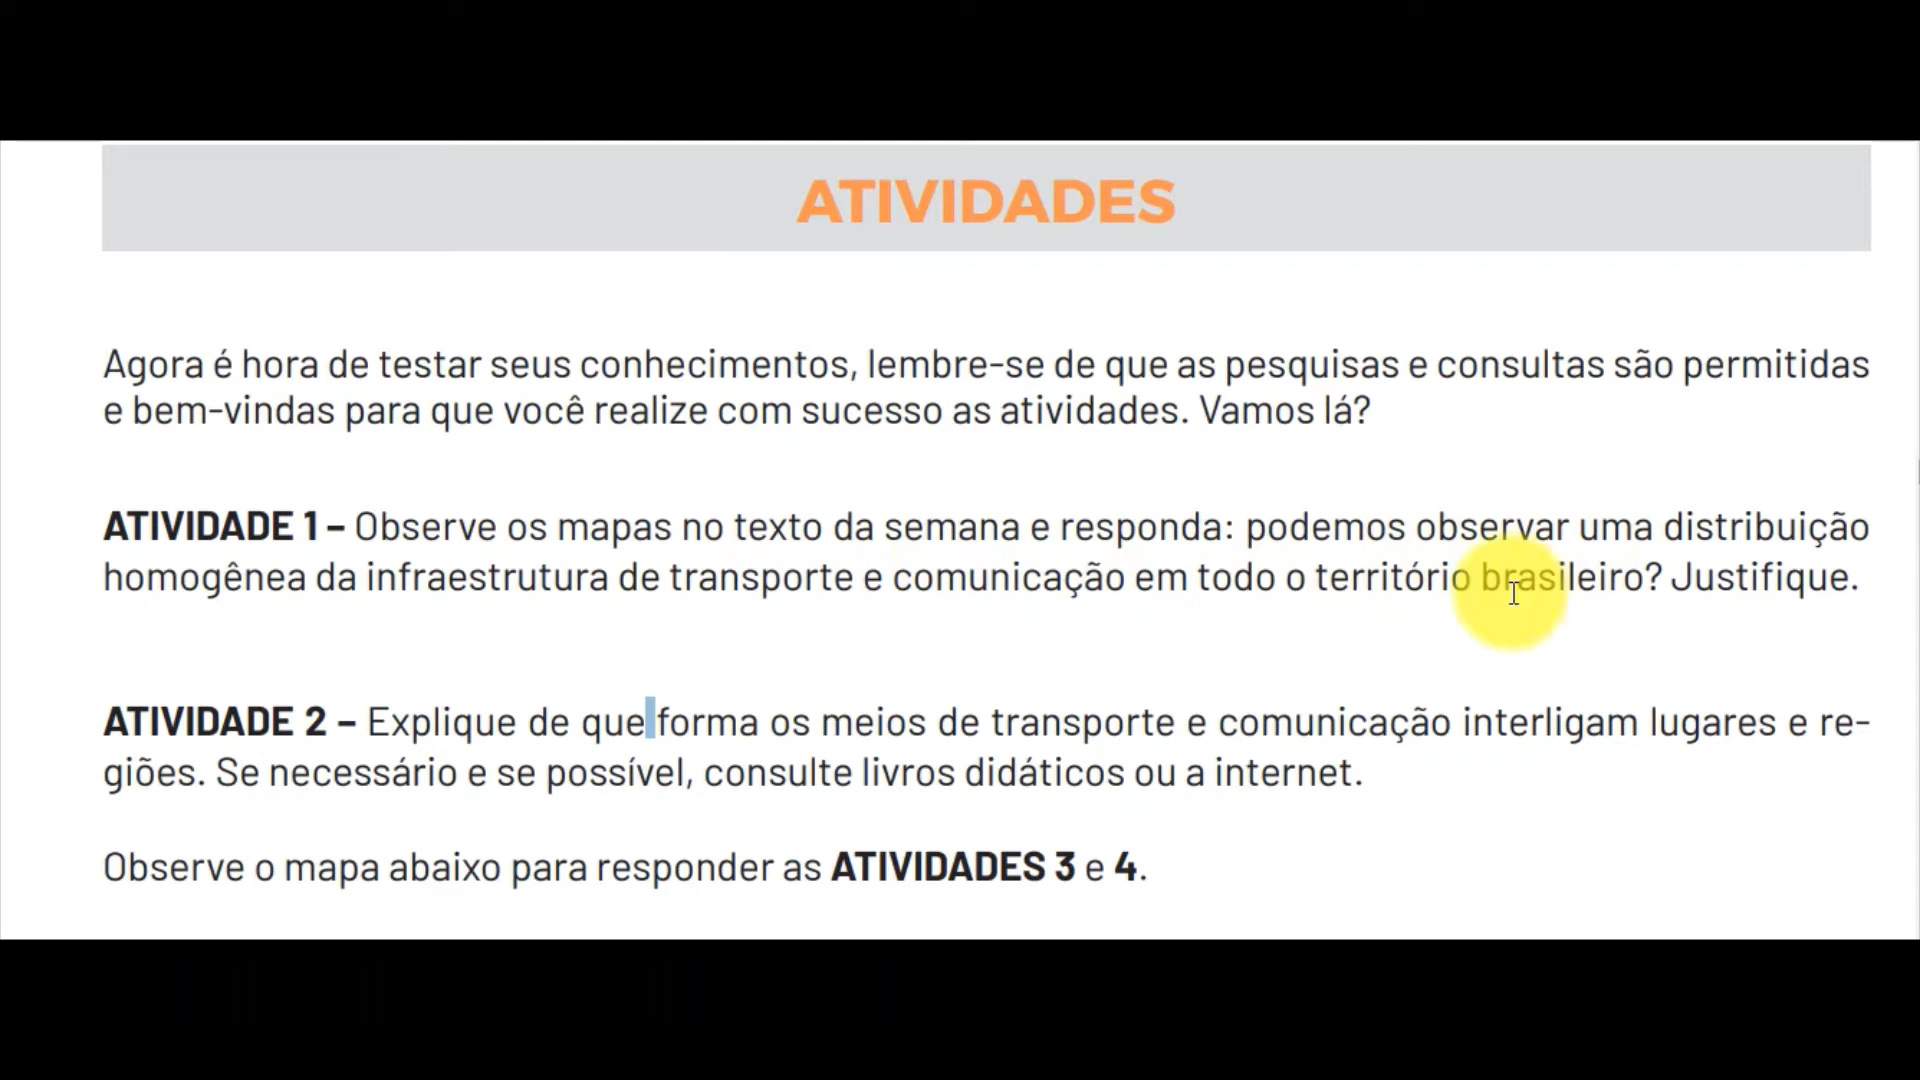 ATIVIDADES
Agora é hora de testar seus conhecimentos, lembre-se de que as pesquisas e consultas são permitidas
e bem-vindas para que você realize com sucesso as atividades. Vamos lá?
ATIVIDADE 1 – Observe os mapas no texto da semana e responda: podemos observar uma distribuição
homogênea da infraestrutura de transporte e comunicação em todo o território brasileiro? Justifique.
ATIVIDADE 2 – Explique de que forma os meios de transporte e comunicação interligam lugares e re-
giões. Se necessário e se possível, consulte livros didáticos ou a internet.
Observe o mapa abaixo para responder as ATIVIDADES 3 e 4.